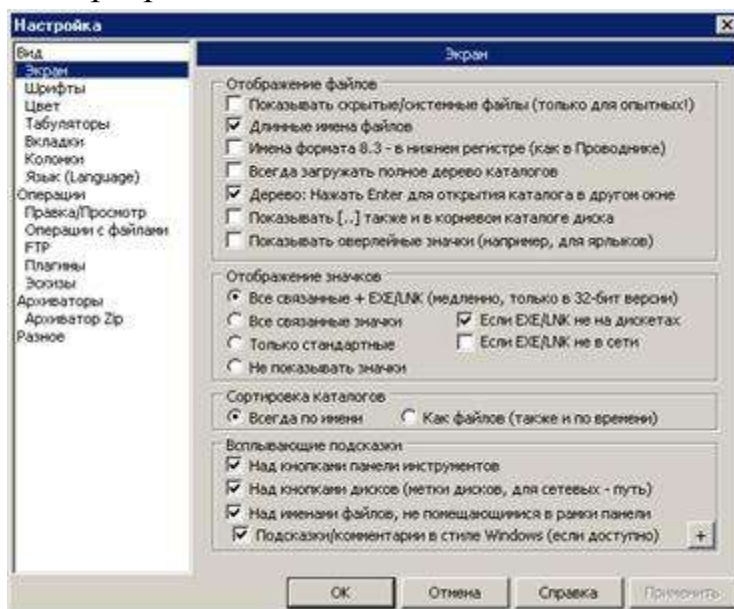 Настройка
Вид
Экран
Шрифты
Цвет
Табуляторы
Вкладки
Колонки
Язык (Language)
Операции
Правка/Просмотр
Операции с файлами
FTP
Плагины
Эскизы
Архиваторы
Архиватор Zip
Разное
Экран
Отображение файлов
Показывать скрытые/системные файлы (только для опытных!)
Длинные имена файлов
Имена формата 8.3 - в нижнем регистре (как в Проводнике)
Всегда загружать полное дерево каталогов
Дерево: Нажать Enter для открытия каталога в другом окне
Показывать [..] также и в корневом каталоге диска
Показывать оверлейные значки (например, для ярлыков)
Отображение значков
Все связанные + EXE/LNK (медленно, только в 32-бит версии)
Все связанные значки
Если EXE/LNK не на дискетах
Только стандартные
Если EXE/LNK не в сети
Не показывать значки
Сортировка каталогов
Всегда по имени
Как файлов (также и по времени)
Всплывающие подсказки
Над кнопками панели инструментов
Над кнопками дисков (метки дисков, для сетевых - путь)
Над именами файлов, не помещающимися в рамки панели
Подсказки/комментарии в стиле Windows (если доступно)
+
ОК
Отмена
Справка
Применить